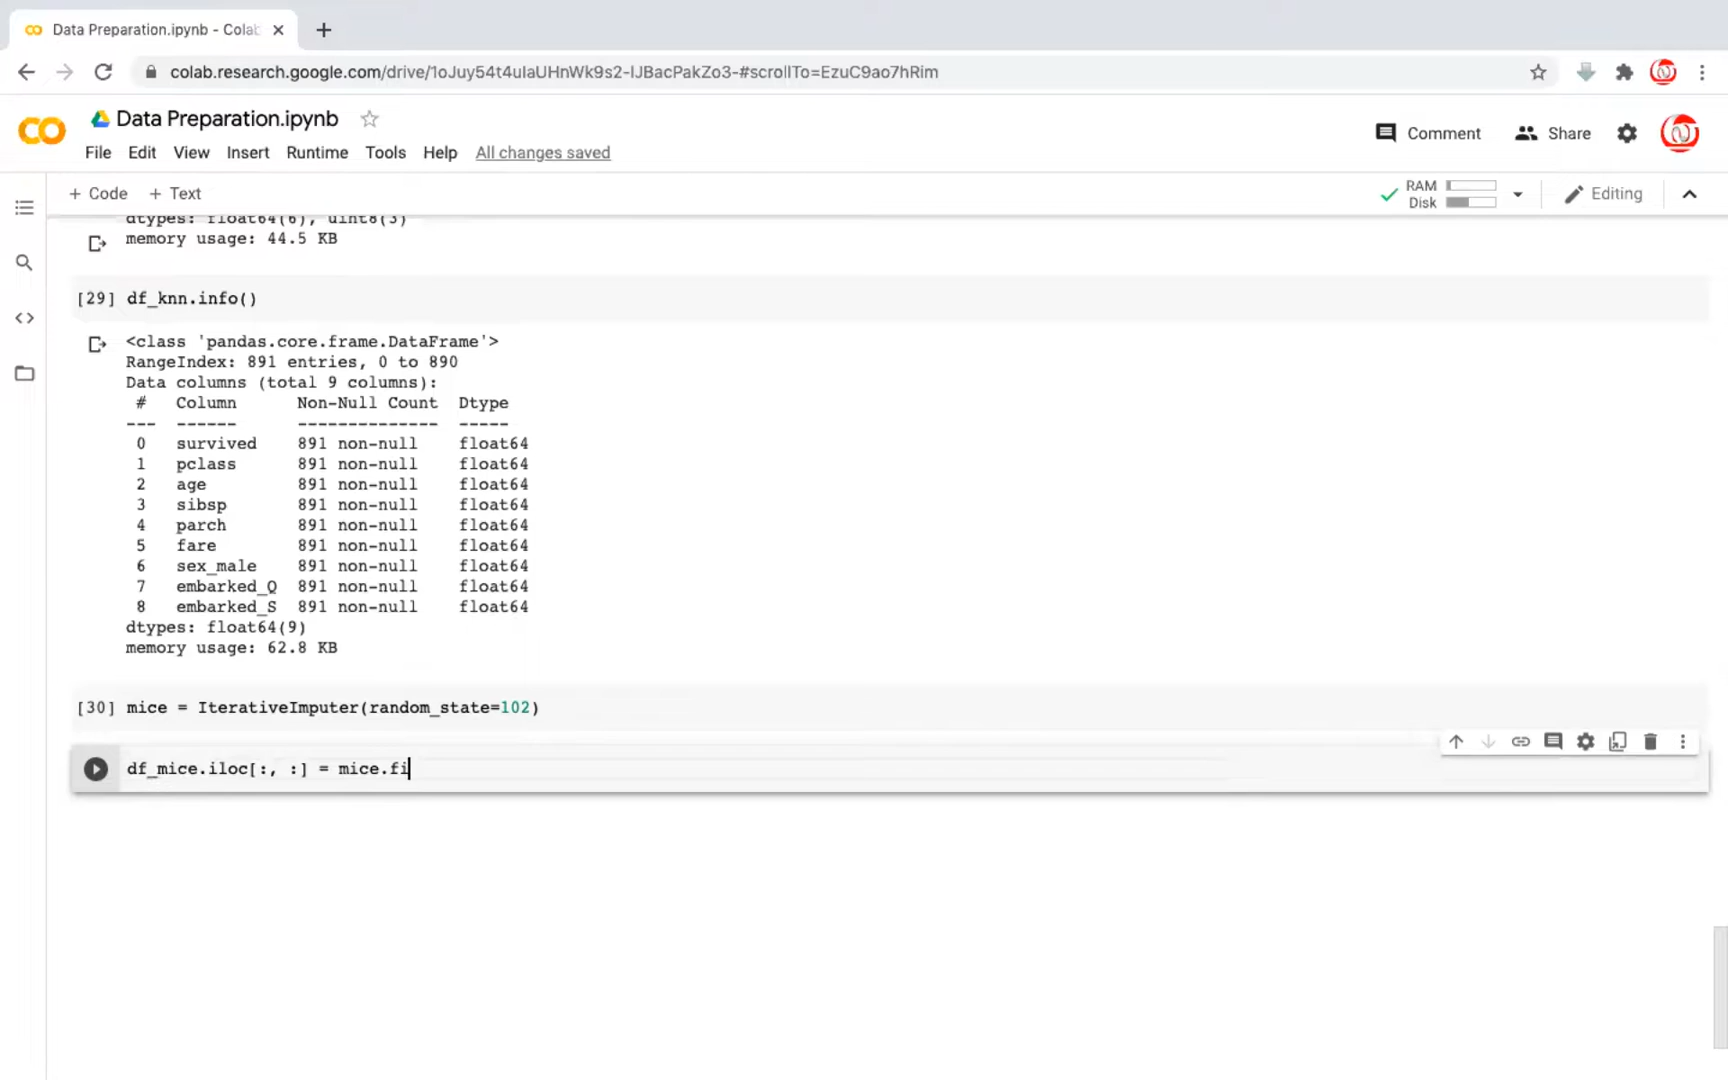 Data Preparation.ipynb - Colab
colab.research.google.com/drive/1oJuy54t4ulaUHnWk9s2-IJBacPakZo3-#scrollTo=EzuC9ao7hRim
Data Preparation.ipynb
Comment Share
File Edit View Insert Runtime Tools Help All changes saved
+ Code + Text
RAM
Disk
Editing
dtypes: float64(6), uint8(3)
memory usage: 44.5 KB
[29] df_knn.info()
<class 'pandas.core.frame.DataFrame'>
RangeIndex: 891 entries, 0 to 890
Data columns (total 9 columns):
# Column Non-Null Count Dtype
--- ------ -------------- -----
0 survived 891 non-null float64
1 pclass 891 non-null float64
2 age 891 non-null float64
3 sibsp 891 non-null float64
4 parch 891 non-null float64
5 fare 891 non-null float64
6 sex_male 891 non-null float64
7 embarked_Q 891 non-null float64
8 embarked_S 891 non-null float64
dtypes: float64(9)
memory usage: 62.8 KB
[30] mice = IterativeImputer(random_state=102)
df_mice.iloc[:, :] = mice.fi